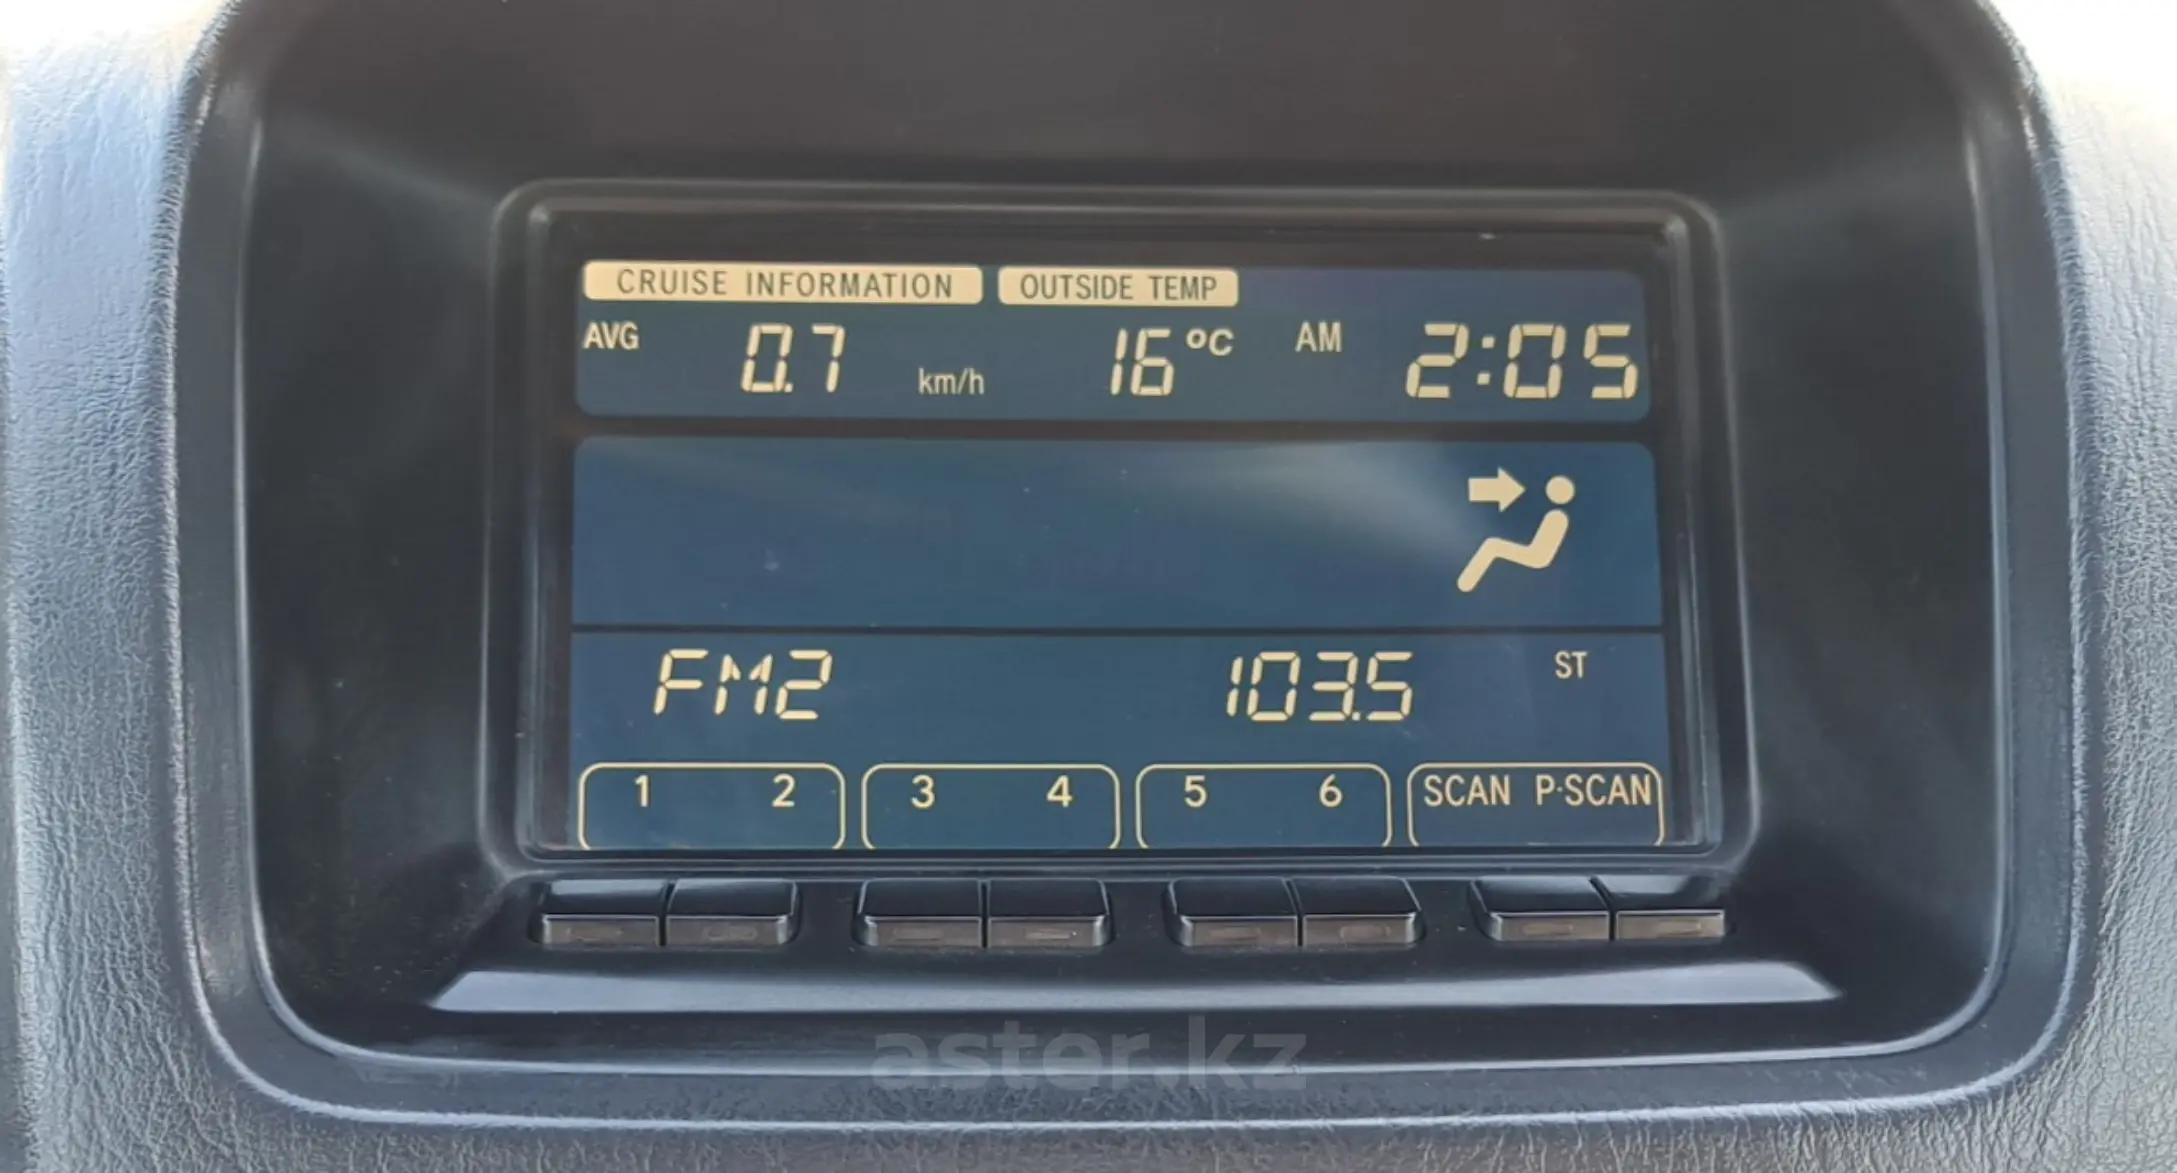 CRUISE INFORMATION OUTSIDE TEMP
AVG 0.7 km/h 16°C AM 2:05
FM2 103.5 ST
1 2 3 4 5 6 SCAN P·SCAN
aster.kz